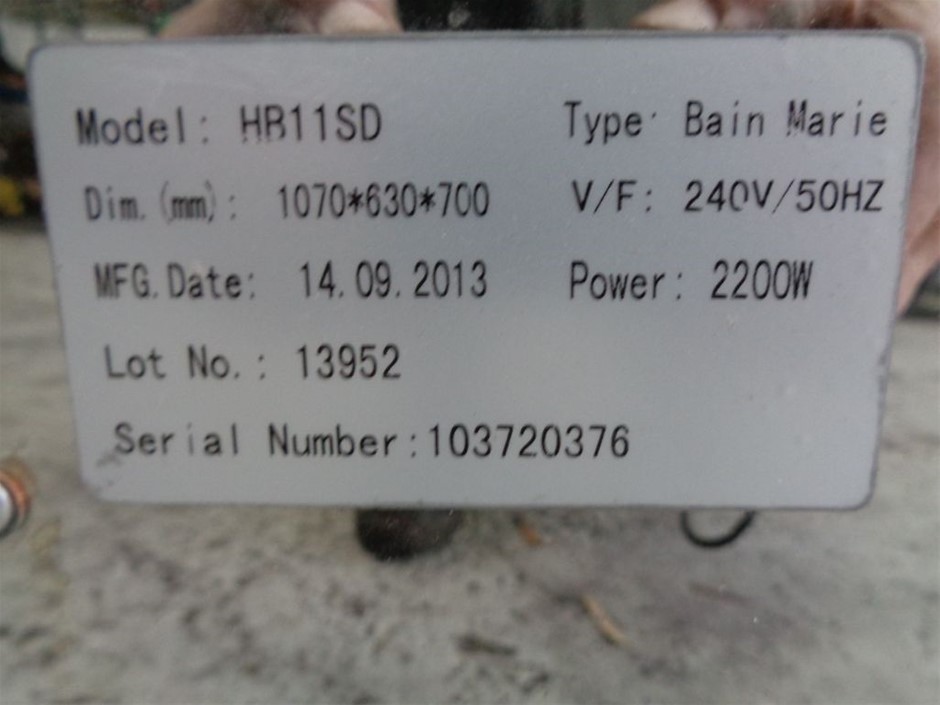 Model: HB11SD Type: Bain Marie
Dim.(mm): 1070*630*700 V/F: 240V/50HZ
MFG.Date: 14.09.2013 Power: 2200W
Lot No.: 13952
Serial Number:103720376